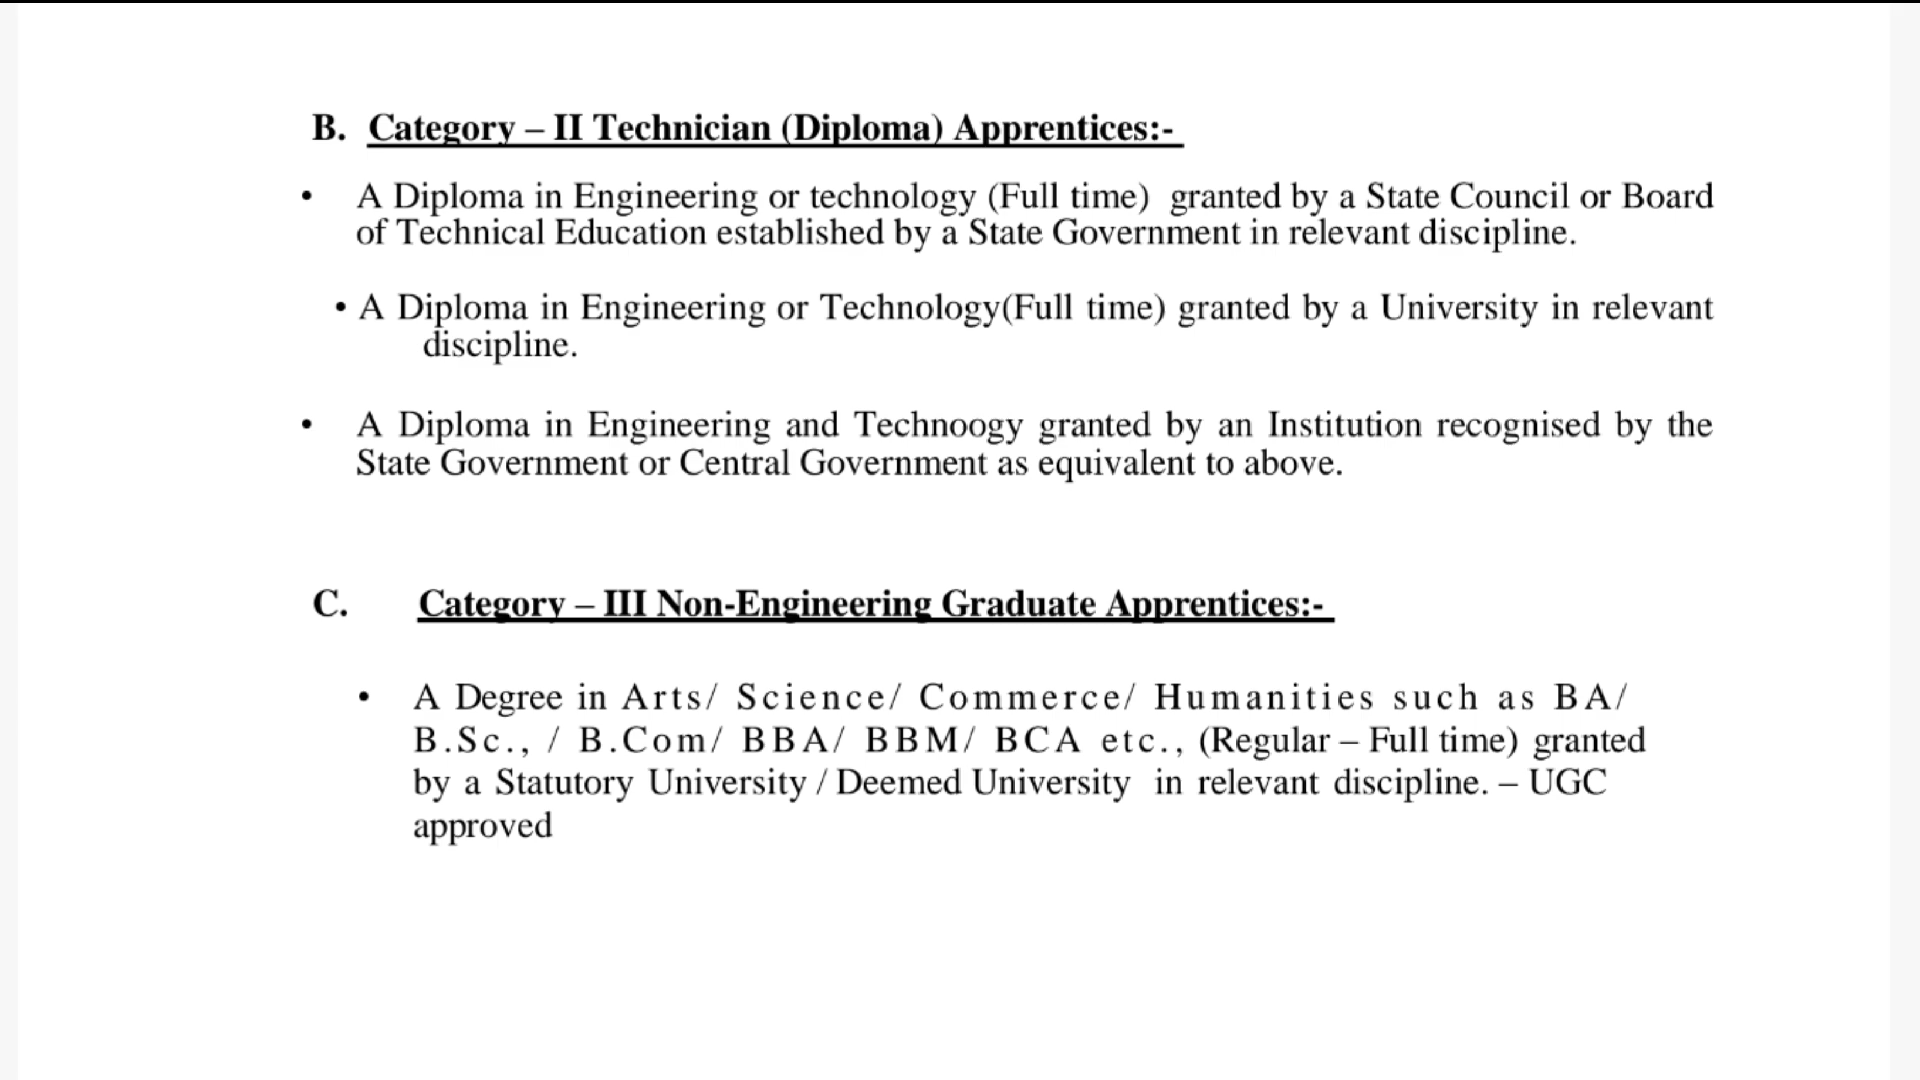 B. Category – II Technician (Diploma) Apprentices:-
• A Diploma in Engineering or technology (Full time) granted by a State Council or Board
of Technical Education established by a State Government in relevant discipline.
• A Diploma in Engineering or Technology(Full time) granted by a University in relevant
discipline.
• A Diploma in Engineering and Technoogy granted by an Institution recognised by the
State Government or Central Government as equivalent to above.
C. Category – III Non-Engineering Graduate Apprentices:-
• A Degree in Arts/ Science/ Commerce/ Humanities such as BA/
B.Sc., / B.Com/ BBA/ BBM/ BCA etc., (Regular – Full time) granted
by a Statutory University / Deemed University in relevant discipline. – UGC
approved